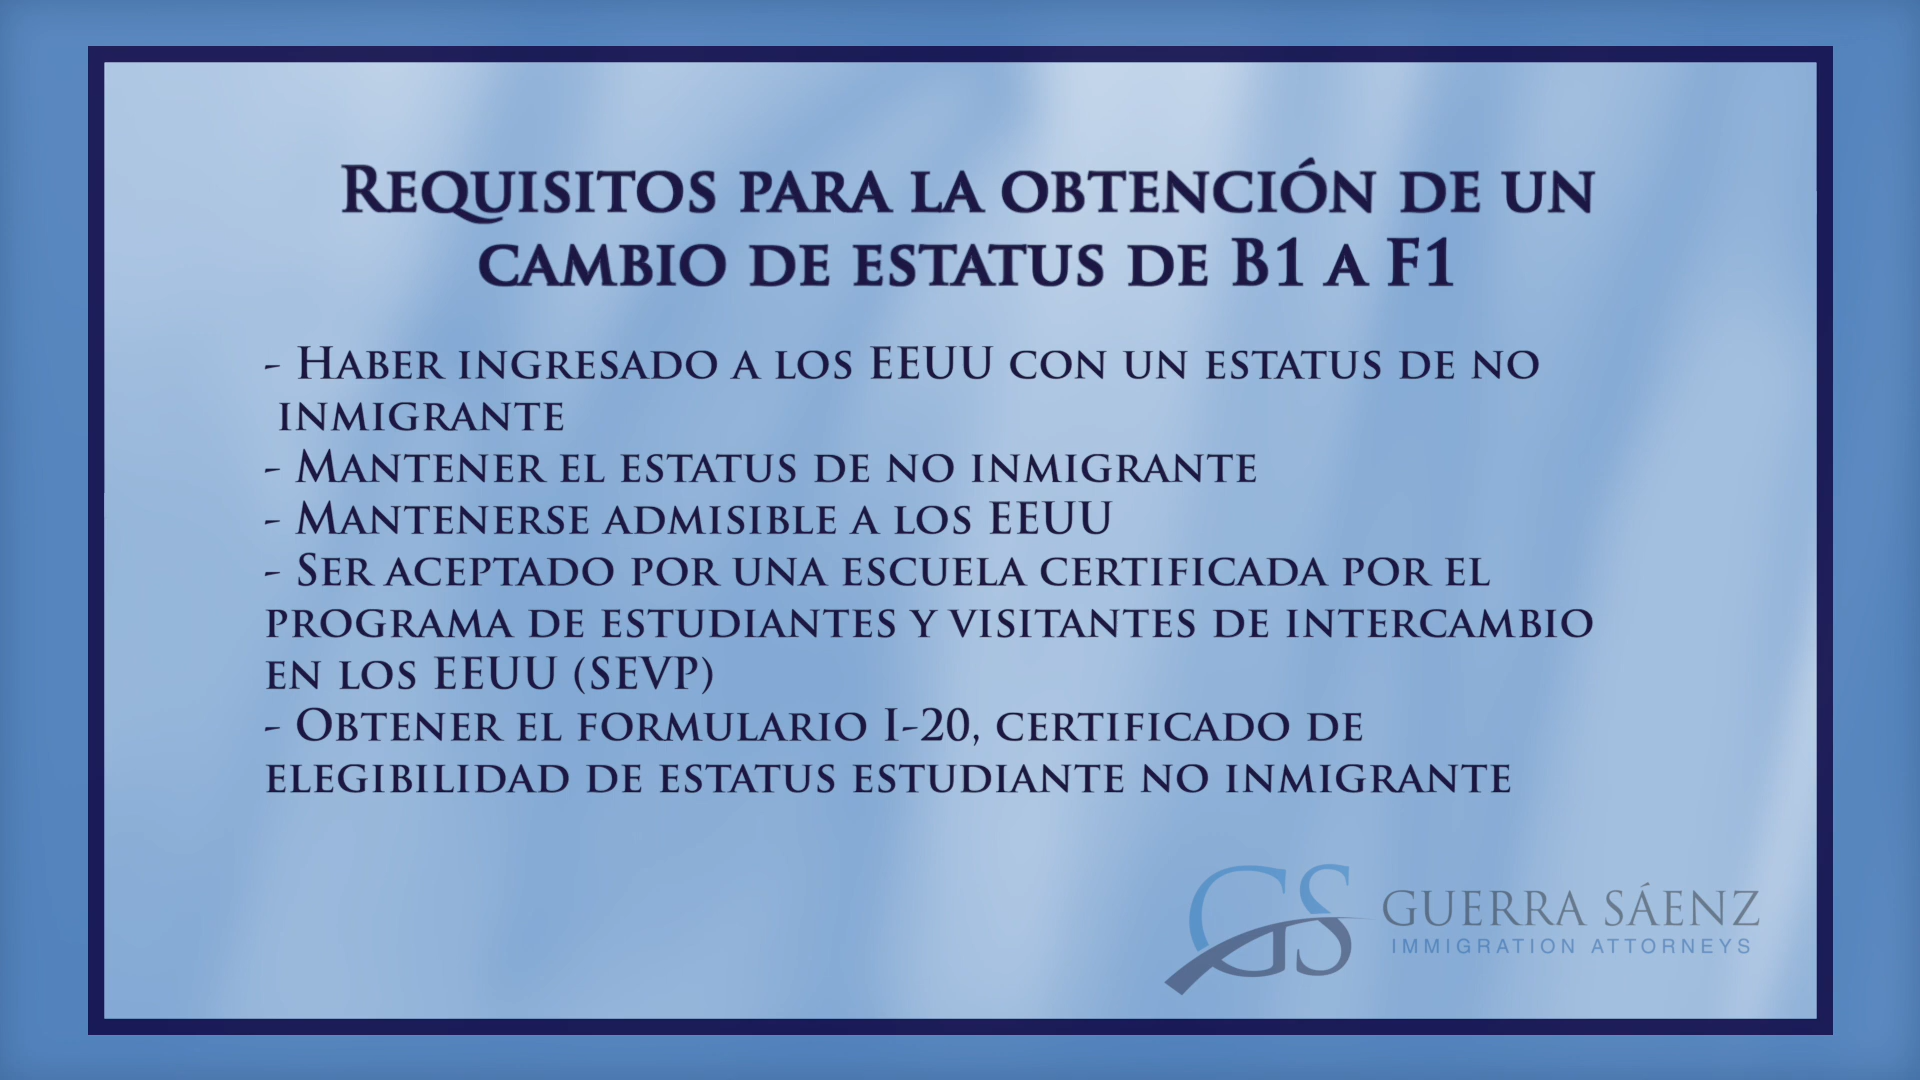 Requisitos para la obtención de un
cambio de estatus de B1 a F1
- Haber ingresado a los EEUU con un estatus de no
inmigrante
- Mantener el estatus de no inmigrante
- Mantenerse admisible a los EEUU
- Ser aceptado por una escuela certificada por el
programa de estudiantes y visitantes de intercambio
en los EEUU (SEVP)
- Obtener el formulario I-20, certificado de
elegibilidad de estatus estudiante no inmigrante
GS GUERRA SÁENZ
IMMIGRATION ATTORNEYS